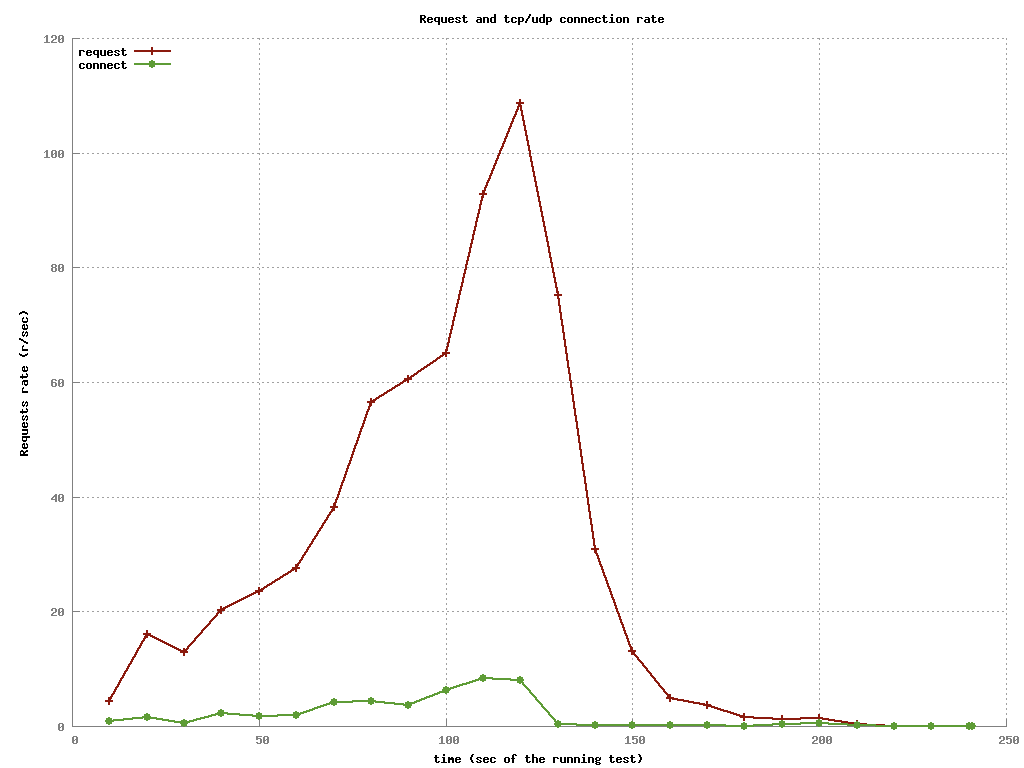 Request and tcp/udp connection rate
request
connect
120
100
80
60
40
20
0
Requests rate (r/sec)
0 50 100 150 200 250
time (sec of the running test)